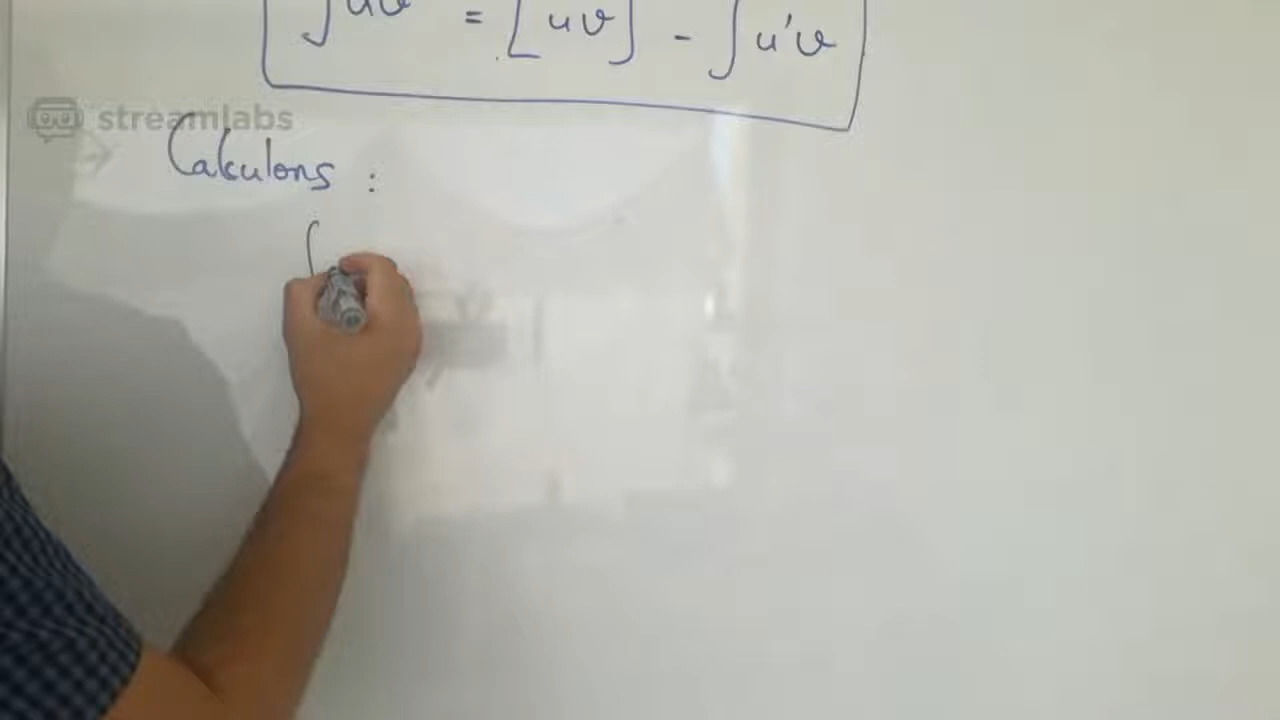 ∫ uv = [uv] - ∫ u'v
streamlabs
Calculons :
∫